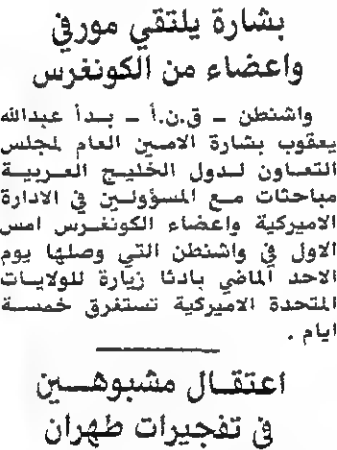 بشارة يلتقي مورفي
واعضاء من الكونغرس
واشنطن ـ ق.ن.أ ـ بدأ عبدالله
يعقوب بشارة الامين العام لمجلس
التعاون لدول الخليج العربية
مباحثات مع المسؤولين في الادارة
الاميركية واعضاء الكونغرس امس
الاول في واشنطن التي وصلها يوم
الاحد الماضي بادئا زيارة للولايات
المتحدة الاميركية تستغرق خمسة
ايام .
اعتقال مشبوهين
في تفجيرات طهران